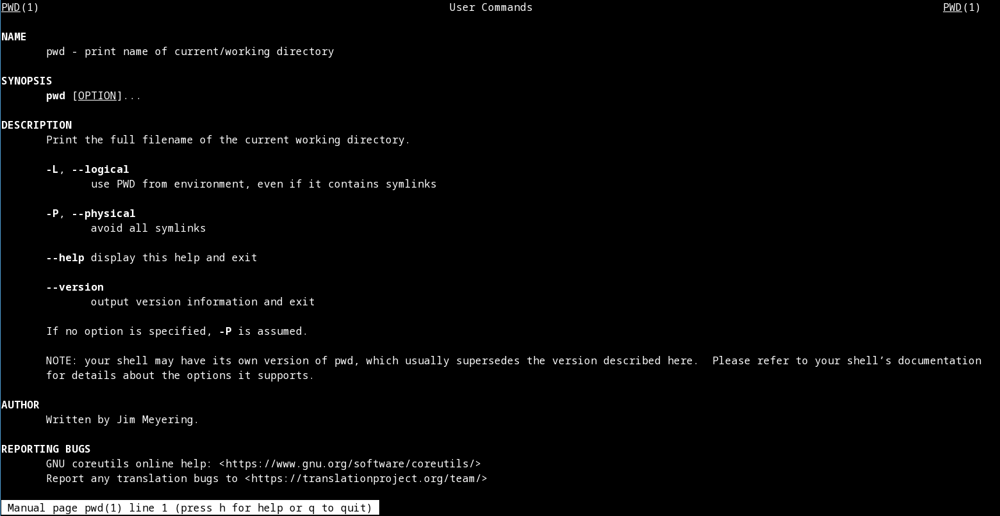 PWD(1) User Commands PWD(1)
NAME
pwd - print name of current/working directory
SYNOPSIS
pwd [OPTION]...
DESCRIPTION
Print the full filename of the current working directory.
-L, --logical
use PWD from environment, even if it contains symlinks
-P, --physical
avoid all symlinks
--help display this help and exit
--version
output version information and exit
If no option is specified, -P is assumed.
NOTE: your shell may have its own version of pwd, which usually supersedes the version described here.  Please refer to your shell’s documentation
for details about the options it supports.
AUTHOR
Written by Jim Meyering.
REPORTING BUGS
GNU coreutils online help: <https://www.gnu.org/software/coreutils/>
Report any translation bugs to <https://translationproject.org/team/>
Manual page pwd(1) line 1 (press h for help or q to quit)